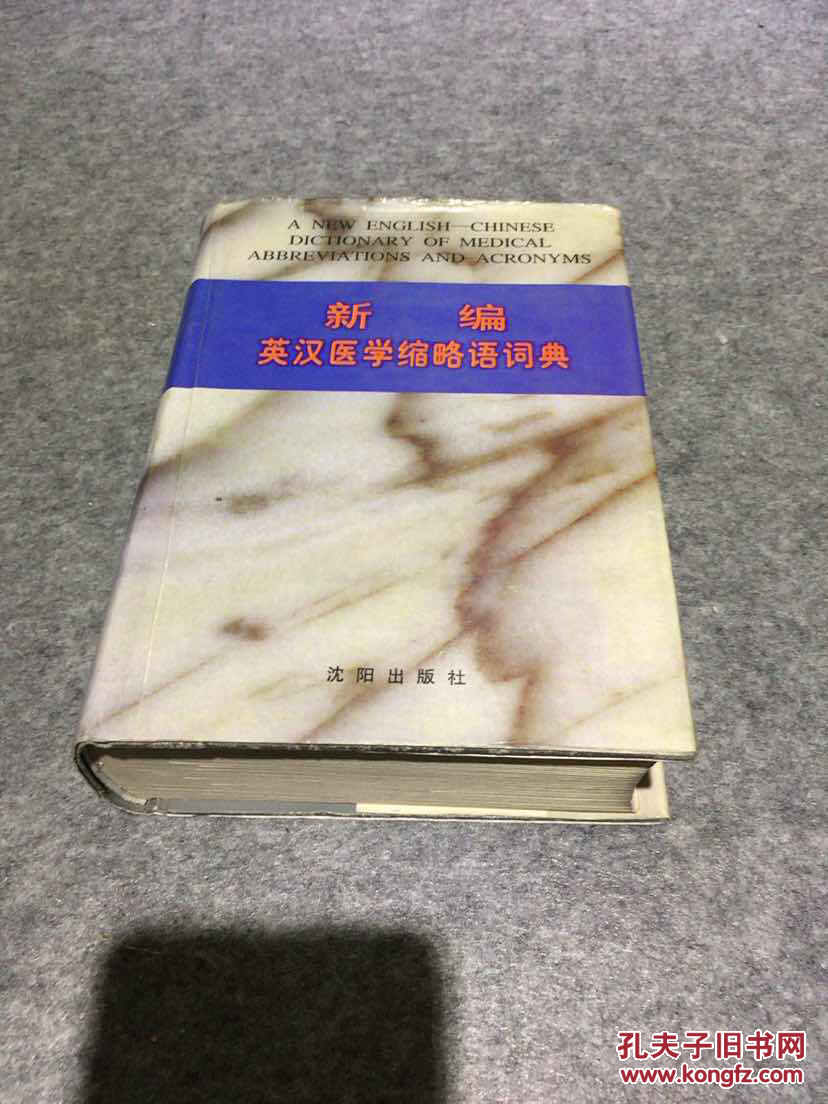 A NEW ENGLISH—CHINESE
DICTIONARY OF MEDICAL
ABBREVIATIONS AND ACRONYMS
新 编
英汉医学缩略语词典
沈阳出版社
孔夫子旧书网
www.kongfz.com